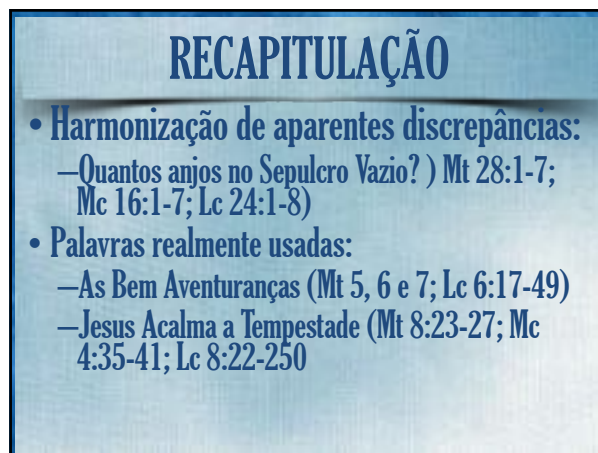 RECAPITULAÇÃO
• Harmonização de aparentes discrepâncias:
–Quantos anjos no Sepulcro Vazio? ) Mt 28:1-7;
Mc 16:1-7; Lc 24:1-8)
• Palavras realmente usadas:
–As Bem Aventuranças (Mt 5, 6 e 7; Lc 6:17-49)
–Jesus Acalma a Tempestade (Mt 8:23-27; Mc
4:35-41; Lc 8:22-250